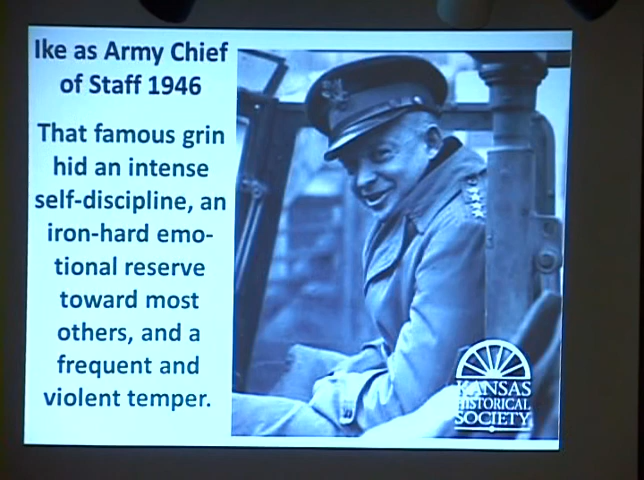 Ike as Army Chief
of Staff 1946
That famous grin
hid an intense
self-discipline, an
iron-hard emo-
tional reserve
toward most
others, and a
frequent and
violent temper.
KANSAS
HISTORICAL
SOCIETY